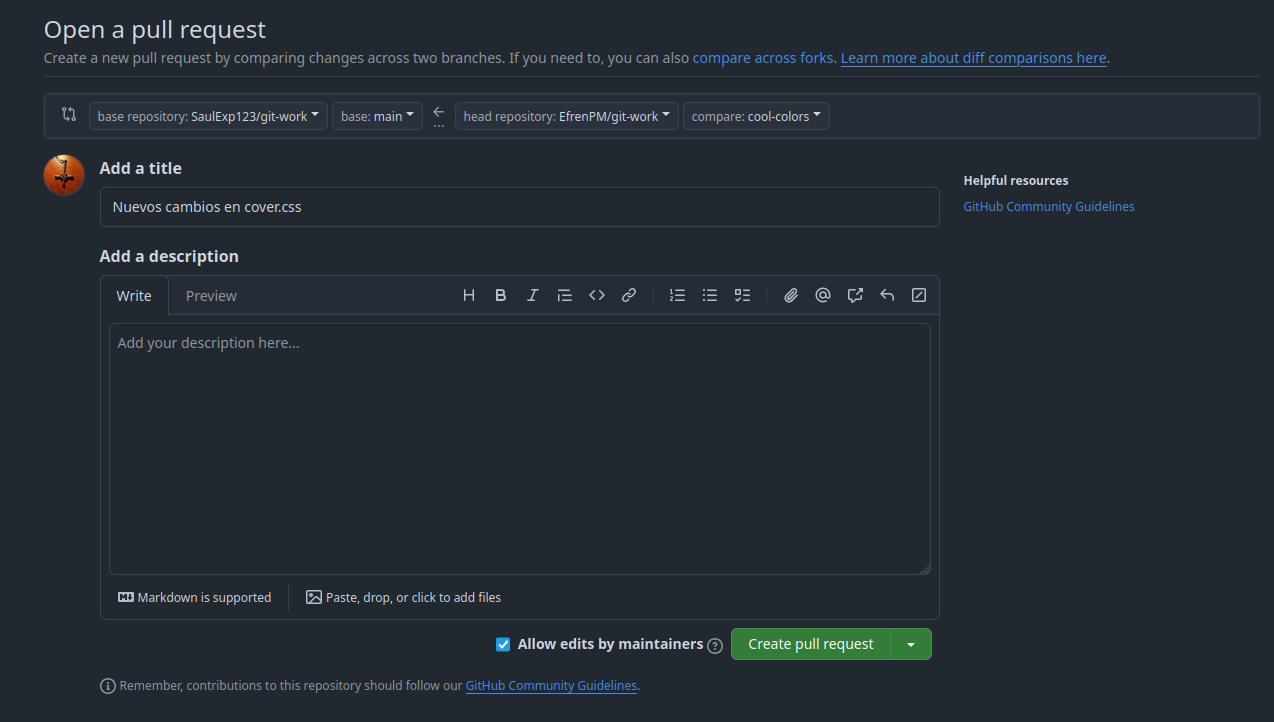 Open a pull request
Create a new pull request by comparing changes across two branches. If you need to, you can also compare across forks. Learn more about diff comparisons here.
base repository: SaulExp123/git-work base: main ... head repository: EfrenPM/git-work compare: cool-colors
Add a title
Helpful resources
Nuevos cambios en cover.css
GitHub Community Guidelines
Add a description
Write Preview
Add your description here...
Markdown is supported Paste, drop, or click to add files
Allow edits by maintainers Create pull request
Remember, contributions to this repository should follow our GitHub Community Guidelines.